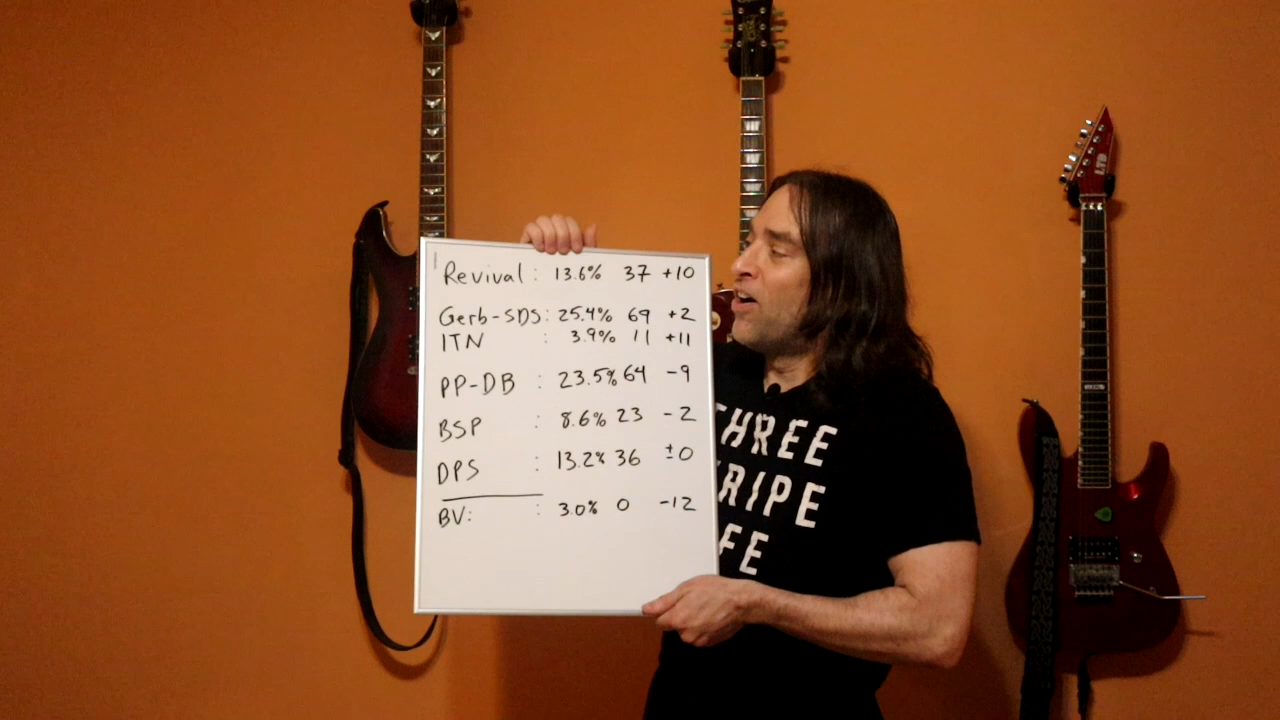 Revival: 13.6% 37 +10
Gerb-SDS: 25.4% 69 +2
ITN : 3.9% 11 +11
PP-DB : 23.5% 64 -9
BSP : 8.6% 23 -2
DPS : 13.2% 36 ±0
BV: : 3.0% 0 -12
THREE
RIPE
FE
LTD